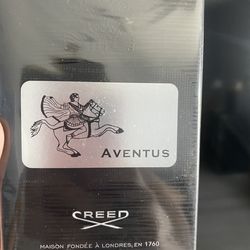 AVENTUS
CREED
MAISON FONDÉE À LONDRES, EN 1760